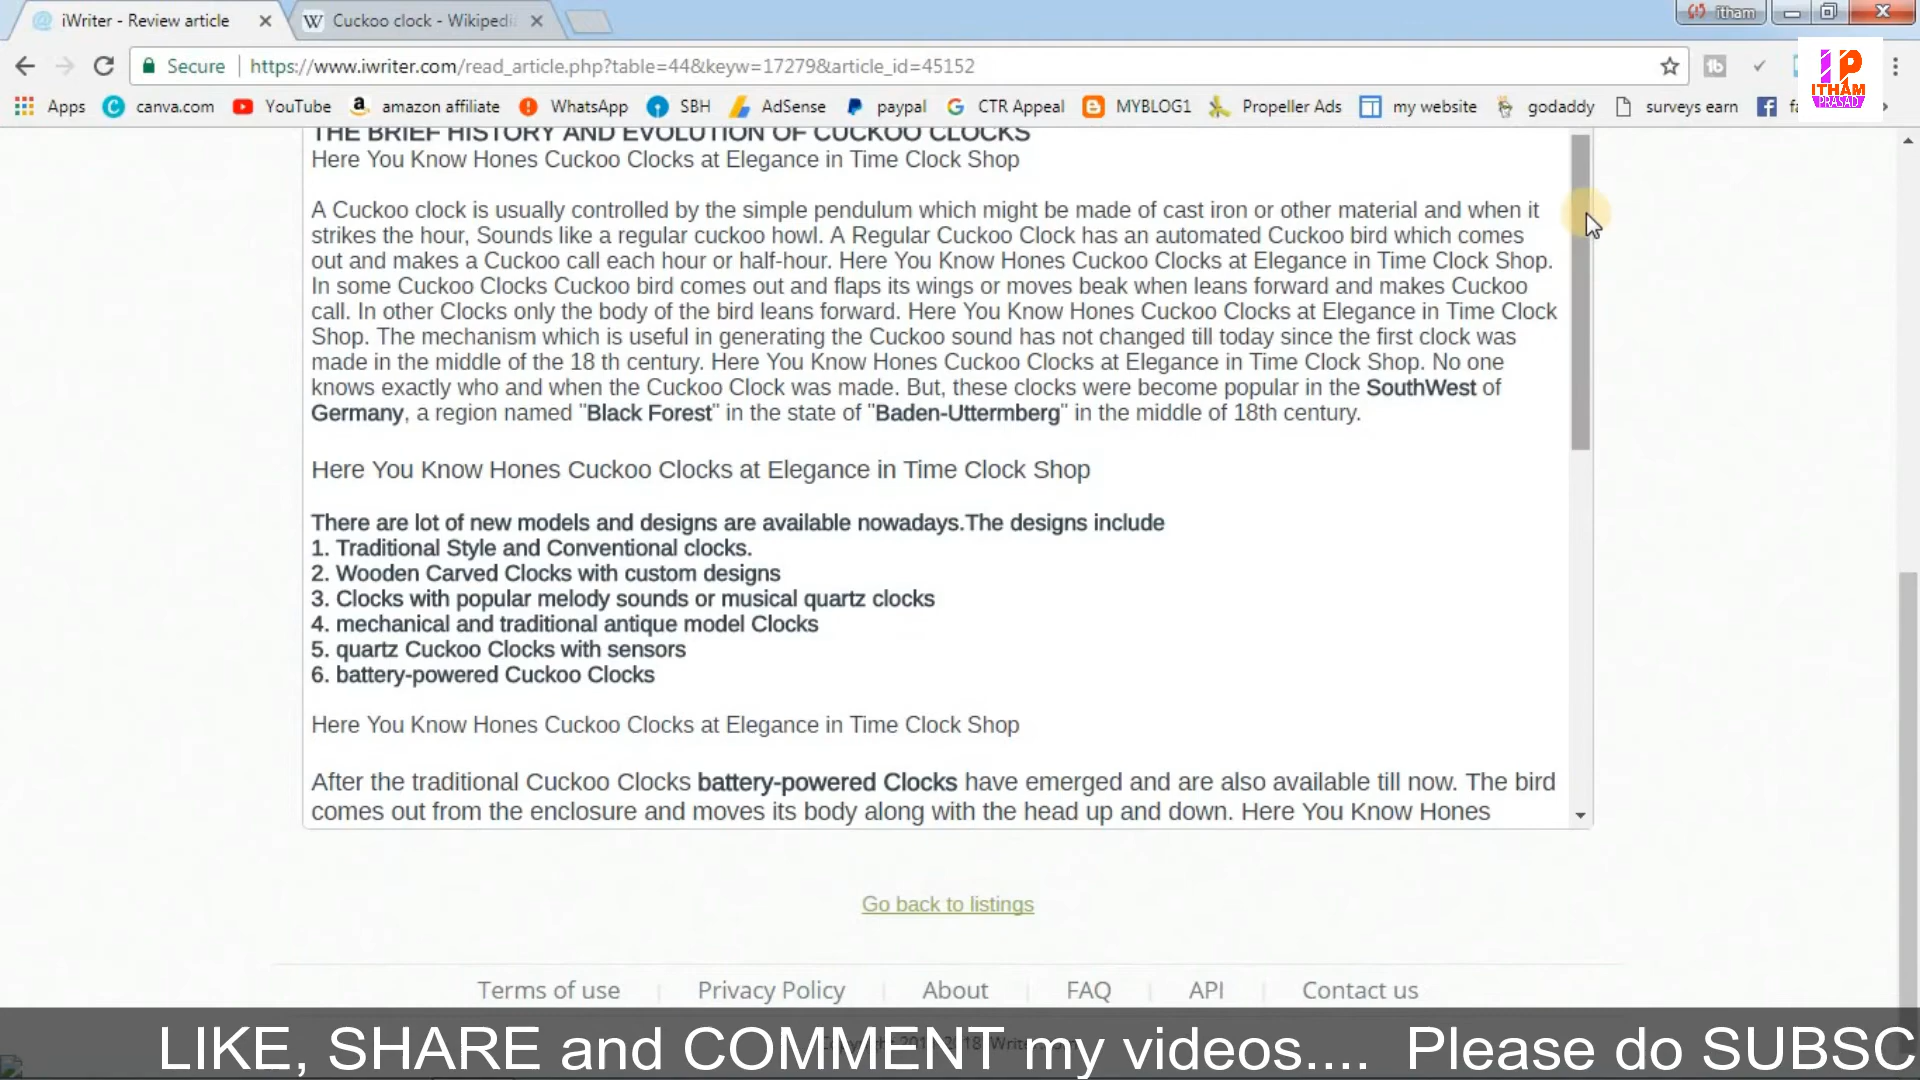 iWriter - Review article
Cuckoo clock - Wikipedi
itham
Secure https://www.iwriter.com/read_article.php?table=44&keyw=17279&article_id=45152
Apps canva.com YouTube amazon affiliate WhatsApp SBH AdSense paypal CTR Appeal MYBLOG1 Propeller Ads my website godaddy surveys earn fa
IP
ITHAM
PRASAD
THE BRIEF HISTORY AND EVOLUTION OF CUCKOO CLOCKS
Here You Know Hones Cuckoo Clocks at Elegance in Time Clock Shop
A Cuckoo clock is usually controlled by the simple pendulum which might be made of cast iron or other material and when it
strikes the hour, Sounds like a regular cuckoo howl. A Regular Cuckoo Clock has an automated Cuckoo bird which comes
out and makes a Cuckoo call each hour or half-hour. Here You Know Hones Cuckoo Clocks at Elegance in Time Clock Shop.
In some Cuckoo Clocks Cuckoo bird comes out and flaps its wings or moves beak when leans forward and makes Cuckoo
call. In other Clocks only the body of the bird leans forward. Here You Know Hones Cuckoo Clocks at Elegance in Time Clock
Shop. The mechanism which is useful in generating the Cuckoo sound has not changed till today since the first clock was
made in the middle of the 18 th century. Here You Know Hones Cuckoo Clocks at Elegance in Time Clock Shop. No one
knows exactly who and when the Cuckoo Clock was made. But, these clocks were become popular in the SouthWest of
Germany, a region named "Black Forest" in the state of "Baden-Uttermberg" in the middle of 18th century.
Here You Know Hones Cuckoo Clocks at Elegance in Time Clock Shop
There are lot of new models and designs are available nowadays.The designs include
1. Traditional Style and Conventional clocks.
2. Wooden Carved Clocks with custom designs
3. Clocks with popular melody sounds or musical quartz clocks
4. mechanical and traditional antique model Clocks
5. quartz Cuckoo Clocks with sensors
6. battery-powered Cuckoo Clocks
Here You Know Hones Cuckoo Clocks at Elegance in Time Clock Shop
After the traditional Cuckoo Clocks battery-powered Clocks have emerged and are also available till now. The bird
comes out from the enclosure and moves its body along with the head up and down. Here You Know Hones
Go back to listings
Terms of use Privacy Policy About FAQ API Contact us
LIKE, SHARE and COMMENT my videos.... Please do SUBSC